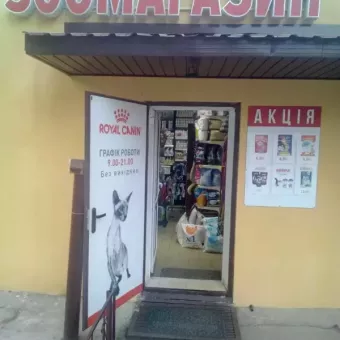 ЗООМАГАЗИН
ROYAL CANIN
ГРАФІК РОБОТИ
9.00-21.00
Без вихідних
АКЦІЯ